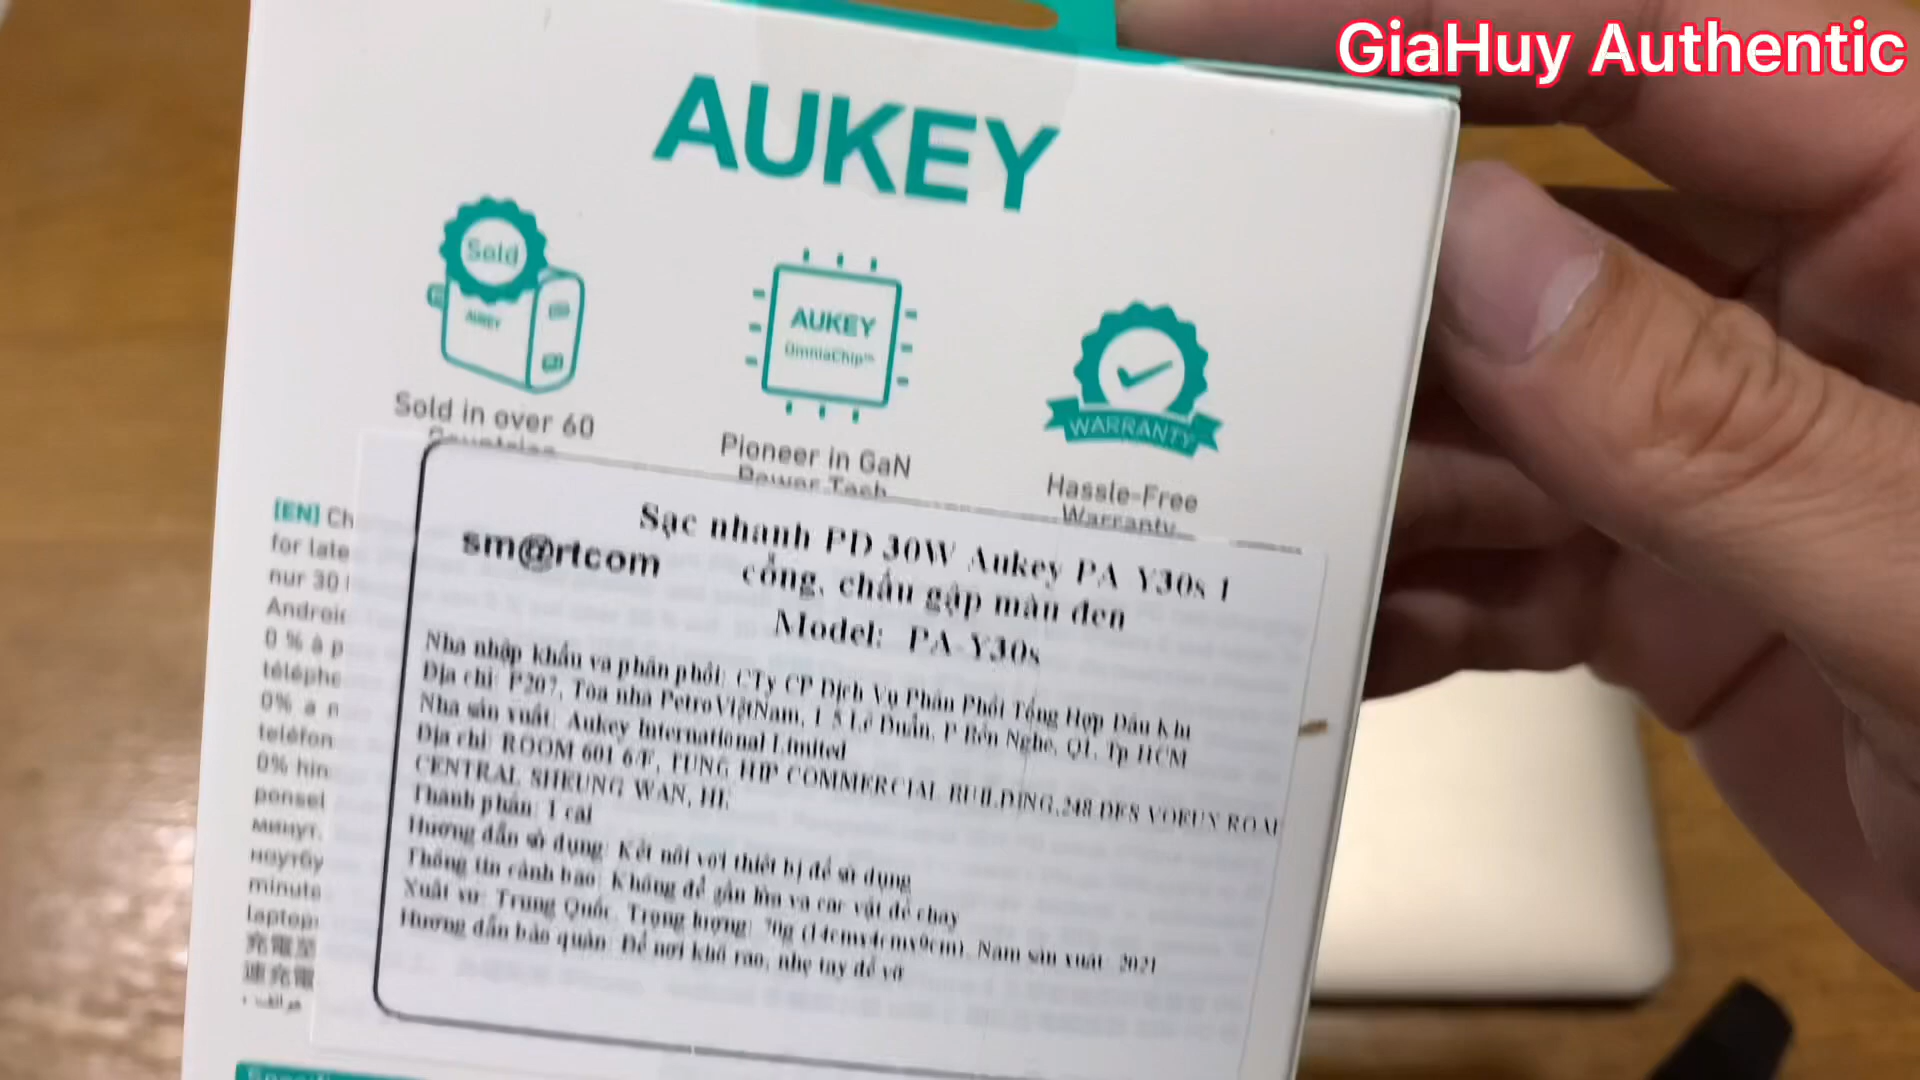 GiaHuy Authentic
AUKEY
Sold
AUKEY
AUKEY
OmniaChip™
WARRANTY
Sold in over 60
Countries
Pioneer in GaN
Power Tech
Hassle-Free
Warranty
[EN] Ch
for late
nur 30
Android
0 % à p
téléphe
0% a n
teléfon
0% hin
ponsel
минут,
ноутбу
minute
laptop
充電至
速充電
sm@rtcom
Sạc nhanh PD 30W Aukey PA Y30s 1
cổng, chấu gập màu đen
Model: PA-Y30s
Nhà nhập khẩu và phân phối: CTy CP Dịch Vụ Phân Phối Tổng Hợp Dầu Khí
Địa chỉ: P207, Tòa nhà PetroViệtNam, 1 5 Lê Duẩn, P Bến Nghé, Q1, Tp HCM
Nhà sản xuất: Aukey International Limited
Địa chỉ: ROOM 601 6/F, TUNG HIP COMMERCIAL BUILDING,248 DES VOEUX ROA
CENTRAL SHEUNG WAN, HK
Thành phần: 1 cái
Hướng dẫn sử dụng: Kết nối với thiết bị để sử dụng
Thông tin cảnh báo: Không để gần lửa và các vật dễ cháy
Xuất xứ: Trung Quốc. Trọng lượng: 70g (14cmx4cmx9cm). Năm sản xuất: 2021
Hướng dẫn bảo quản: Để nơi khô ráo, nhẹ tay dễ vỡ